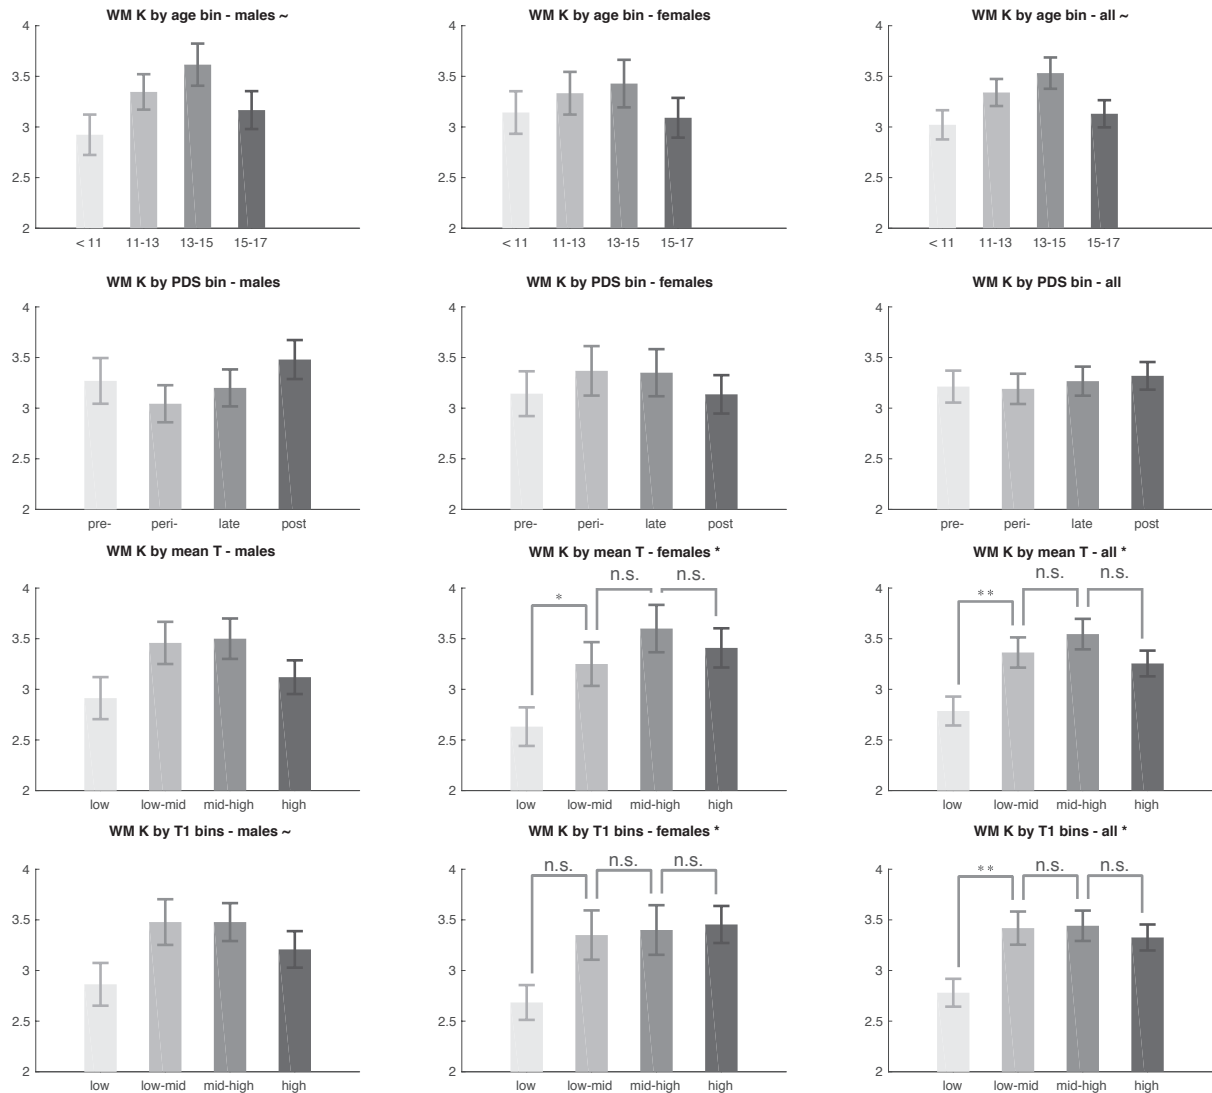 WM K by age bin - males ~
WM K by age bin - females
WM K by age bin - all ~
4
3.5
3
2.5
2
< 11 11-13 13-15 15-17
4
3.5
3
2.5
2
< 11 11-13 13-15 15-17
4
3.5
3
2.5
2
< 11 11-13 13-15 15-17
WM K by PDS bin - males
WM K by PDS bin - females
WM K by PDS bin - all
4
3.5
3
2.5
2
pre- peri- late post
4
3.5
3
2.5
2
pre- peri- late post
4
3.5
3
2.5
2
pre- peri- late post
WM K by mean T - males
WM K by mean T - females *
WM K by mean T - all *
4
3.5
3
2.5
2
low low-mid mid-high high
n.s. n.s.
*
4
3.5
3
2.5
2
low low-mid mid-high high
n.s. n.s.
**
4
3.5
3
2.5
2
low low-mid mid-high high
WM K by T1 bins - males ~
WM K by T1 bins - females *
WM K by T1 bins - all *
4
3.5
3
2.5
2
low low-mid mid-high high
n.s. n.s. n.s.
4
3.5
3
2.5
2
low low-mid mid-high high
** n.s. n.s.
4
3.5
3
2.5
2
low low-mid mid-high high